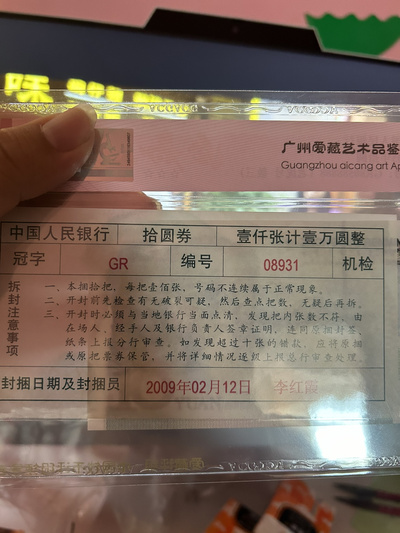 广州爱藏艺术品鉴
Guangzhou aicang art Ap
中国人民银行 拾圆券 壹仟张计壹万圆整
冠字 GR 编号 08931 机检
拆封注意事项
一、本捆拾把,每把壹佰张,号码不连续属于正常现象。
二、开封前先检查有无破裂可疑,然后查点把数,无疑后再拆。
三、开封时必须与当地银行当面点清,发现把内张数不符,由
在场人、经手人及银行负责人签章证明,连同原捆封签、
纸条上报分行审查,如发现超过十张的错款,应将原捆
或原把票券保管,并将详细情况逐级上报总行审查处理。
封捆日期及封捆员 2009年02月12日 李红霞